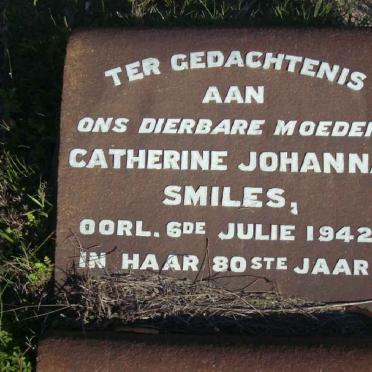 TER GEDACHTENIS
AAN
ONS DIERBARE MOEDER
CATHERINE JOHANNA
SMILES,
OORL. 6DE JULIE 1942
IN HAAR 80STE JAAR